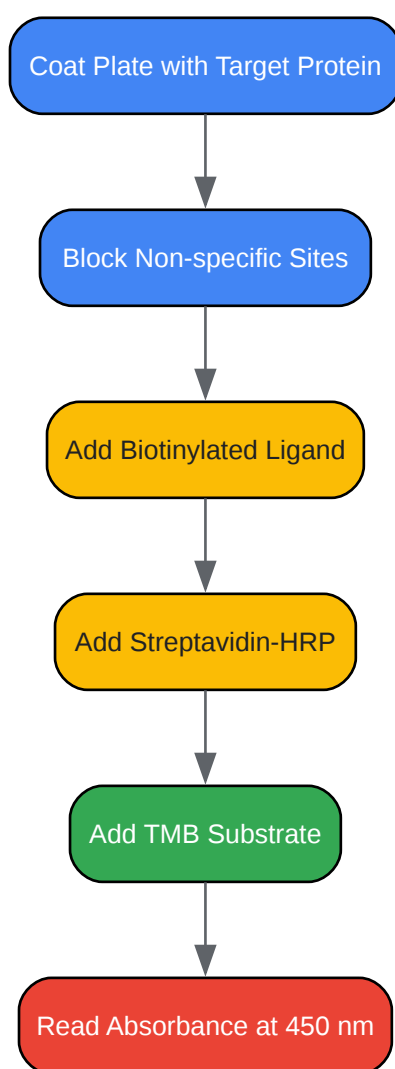 Coat Plate with Target Protein
Block Non-specific Sites
Add Biotinylated Ligand
Add Streptavidin-HRP
Add TMB Substrate
Read Absorbance at 450 nm